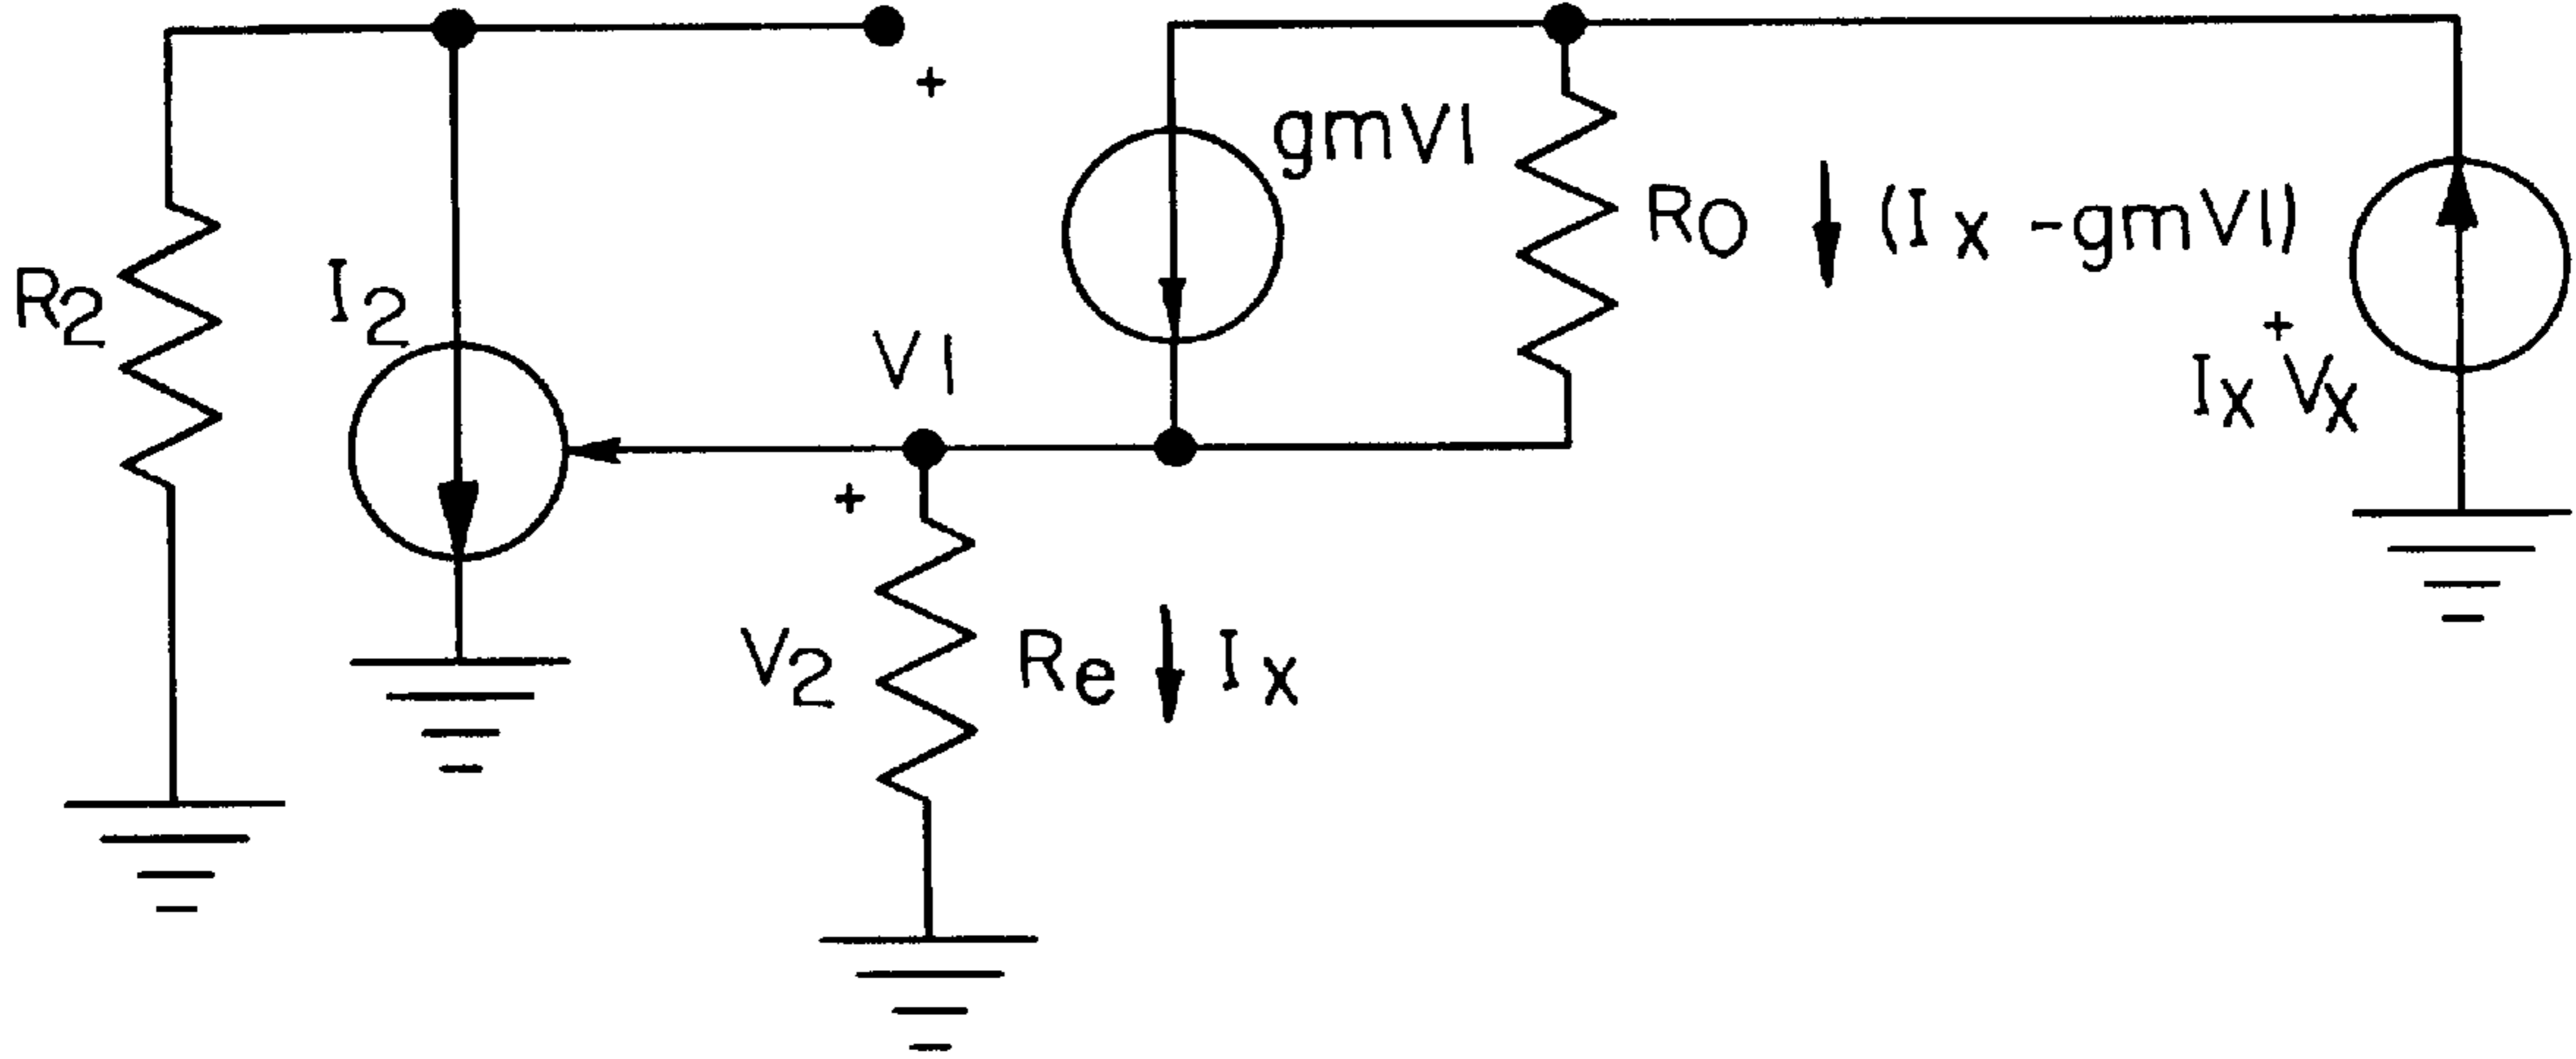 +
gmV1
RO
(Ix -gmV1)
R2
I2
V1
+
Ix Vx
+
V2
Re
Ix